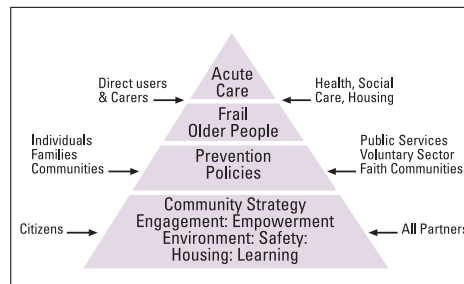 Acute
Care
Direct users
& Carers
Health, Social
Care, Housing
Frail
Older People
Individuals
Families
Communities
Prevention
Policies
Public Services
Voluntary Sector
Faith Communities
Community Strategy
Engagement: Empowerment
Environment: Safety:
Housing: Learning
Citizens
All Partners